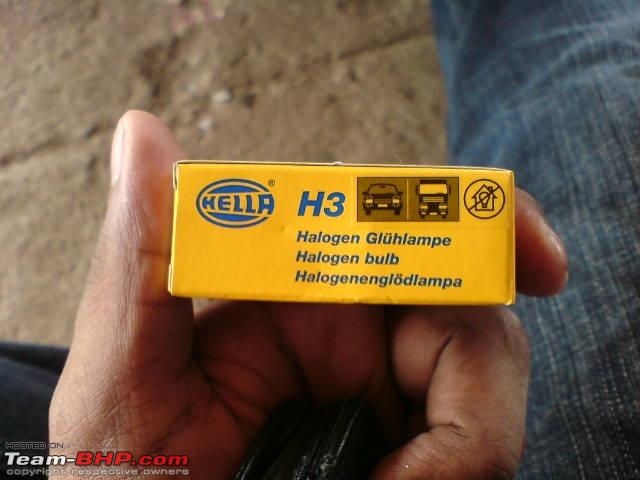 HELLA®
H3
Halogen Glühlampe
Halogen bulb
Halogenenglödlampa
HOSTED ON :
Team-BHP.com
copyright respective owners